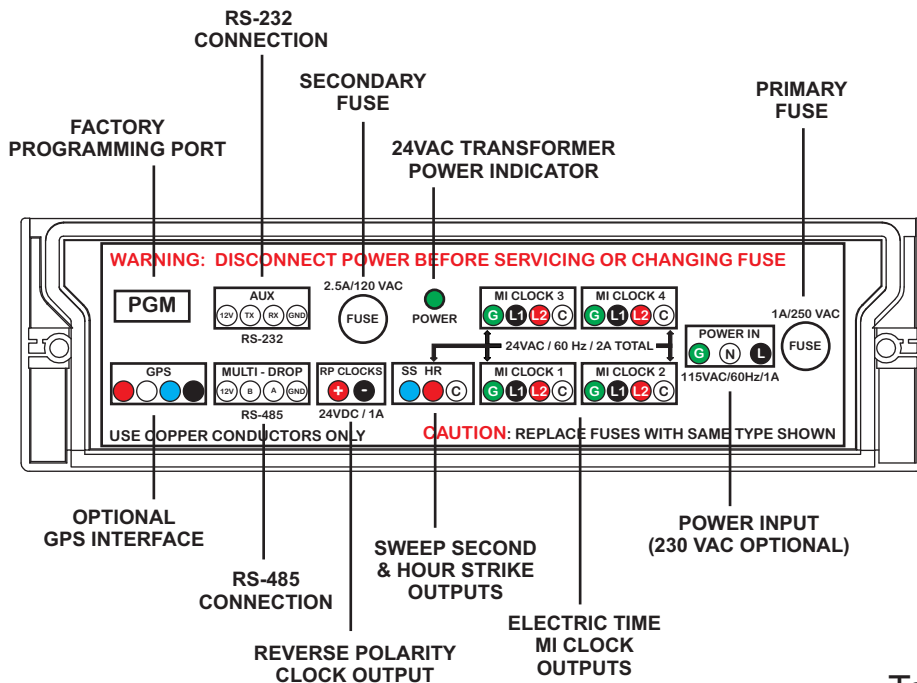 RS-232
CONNECTION
SECONDARY
FUSE
PRIMARY
FUSE
FACTORY
PROGRAMMING PORT
24VAC TRANSFORMER
POWER INDICATOR
WARNING: DISCONNECT POWER BEFORE SERVICING OR CHANGING FUSE
PGM
AUX
12V TX RX GND
RS-232
2.5A/120 VAC
FUSE
POWER
MI CLOCK 3
G L1 L2 C
MI CLOCK 4
G L1 L2 C
1A/250 VAC
FUSE
24VAC / 60 Hz / 2A TOTAL
POWER IN
G N L
115VAC/60Hz/1A
GPS
MULTI - DROP
12V B A GND
RS-485
RP CLOCKS
+ -
24VDC / 1A
SS HR
C
MI CLOCK 1
G L1 L2 C
MI CLOCK 2
G L1 L2 C
USE COPPER CONDUCTORS ONLY
CAUTION: REPLACE FUSES WITH SAME TYPE SHOWN
OPTIONAL
GPS INTERFACE
RS-485
CONNECTION
REVERSE POLARITY
CLOCK OUTPUT
SWEEP SECOND
& HOUR STRIKE
OUTPUTS
ELECTRIC TIME
MI CLOCK
OUTPUTS
POWER INPUT
(230 VAC OPTIONAL)